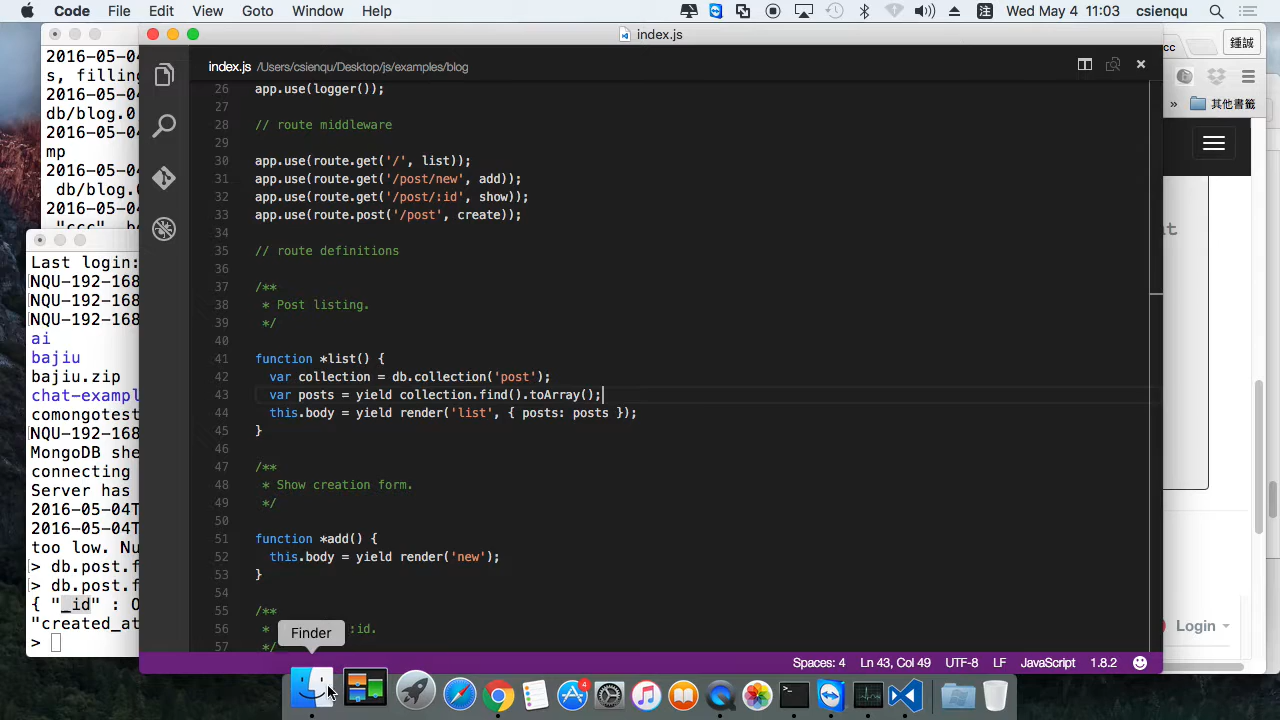 Code File Edit View Goto Window Help
注 Wed May 4 11:03 csienqu
index.js
鍾誠
其他書籤
2016-05-04
s, filling
2016-05-04
db/blog.0
2016-05-04
mp
2016-05-04
db/blog.
2016-05-04
Last login:
NQU-192-168
NQU-192-168
NQU-192-168
ai
bajiu
bajiu.zip
chat-exampl
comongotest
NQU-192-168
MongoDB she
connecting
Server has
2016-05-04T
2016-05-04T
too low. Nu
> db.post.f
> db.post.f
{ "_id" : O
"created_at
>
index.js /Users/csienqu/Desktop/js/examples/blog
26 app.use(logger());
27
28 // route middleware
29
30 app.use(route.get('/', list));
31 app.use(route.get('/post/new', add));
32 app.use(route.get('/post/:id', show));
33 app.use(route.post('/post', create));
34
35 // route definitions
36
37 /**
38 * Post listing.
39 */
40
41 function *list() {
42 var collection = db.collection('post');
43 var posts = yield collection.find().toArray();
44 this.body = yield render('list', { posts: posts });
45 }
46
47 /**
48 * Show creation form.
49 */
50
51 function *add() {
52 this.body = yield render('new');
53 }
54
55 /**
56 * :id.
57 */
Finder
Login
Spaces: 4 Ln 43, Col 49 UTF-8 LF JavaScript 1.8.2
4